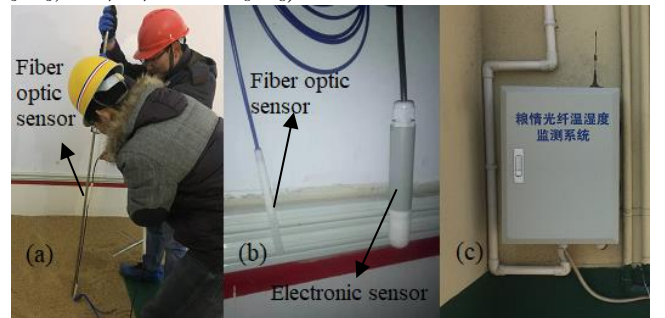 Fiber
optic
sensor
(a)
Fiber optic
sensor
(b)
Electronic sensor
粮情光纤温湿度
监测系统
(c)